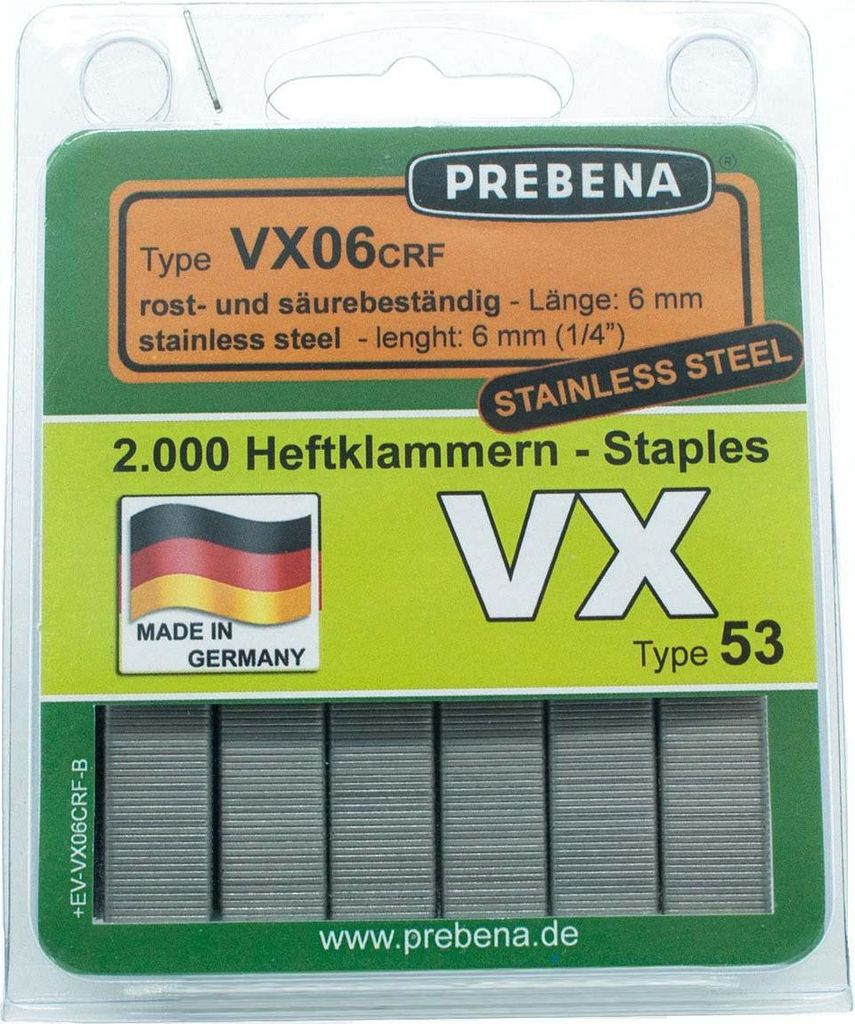 PREBENA ®
Type VX06CRF
rost- und säurebeständig - Länge: 6 mm
stainless steel - lenght: 6 mm (1/4")
STAINLESS STEEL
2.000 Heftklammern - Staples
VX
MADE IN
GERMANY
Type 53
+EV-VX06CRF-B
www.prebena.de